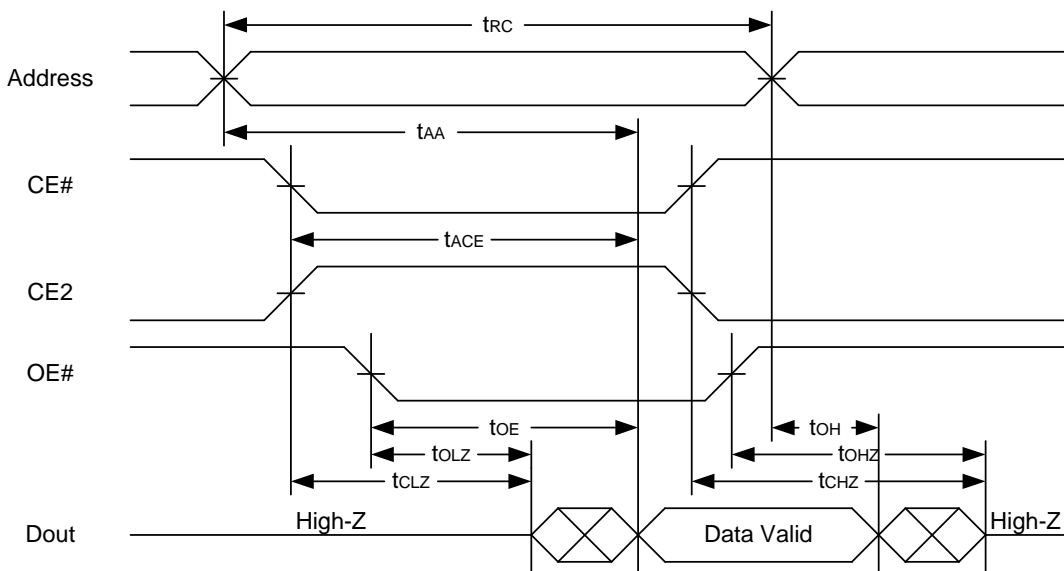 tRC
Address
tAA
CE#
tACE
CE2
OE#
tOE
tOH
tOLZ
tOHZ
tCLZ
tCHZ
High-Z
Data Valid
High-Z
Dout